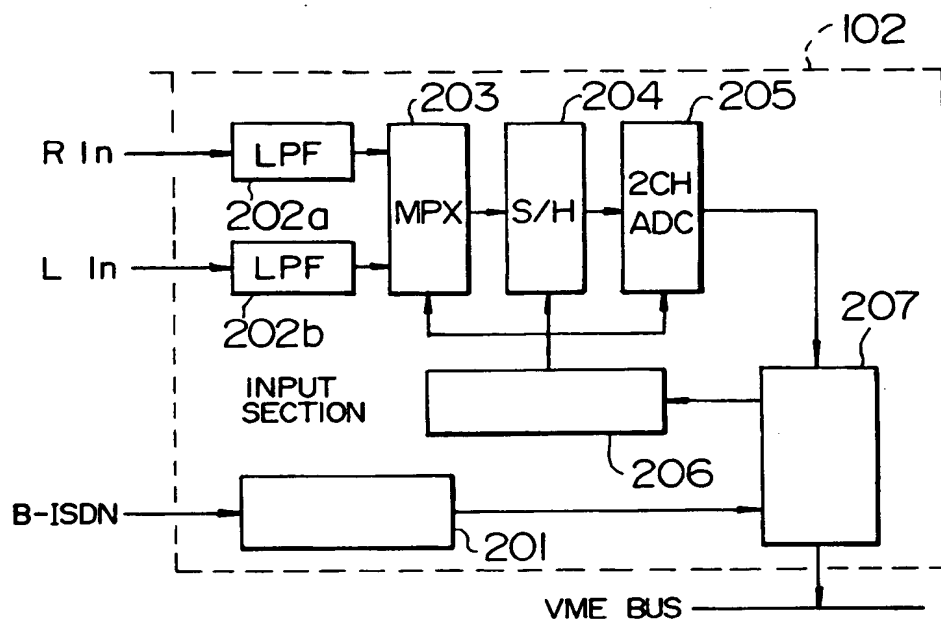 102
203
204
205
R In
LPF
202a
MPX
S/H
2CH
ADC
L In
LPF
202b
207
INPUT
SECTION
206
B-ISDN
201
VME BUS